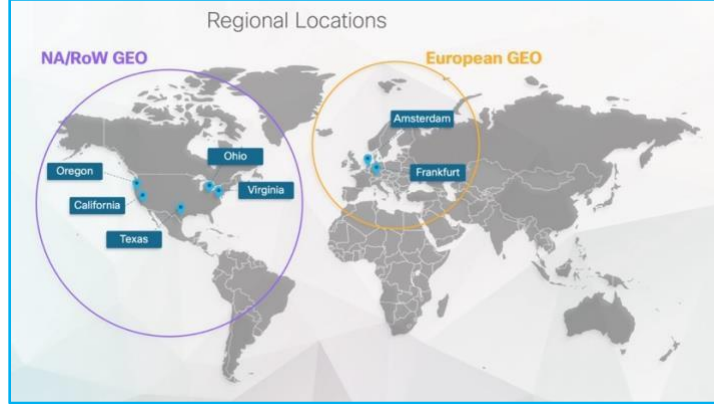 Regional Locations
NA/RoW GEO
European GEO
Amsterdam
Ohio
Oregon
Frankfurt
Virginia
California
Texas